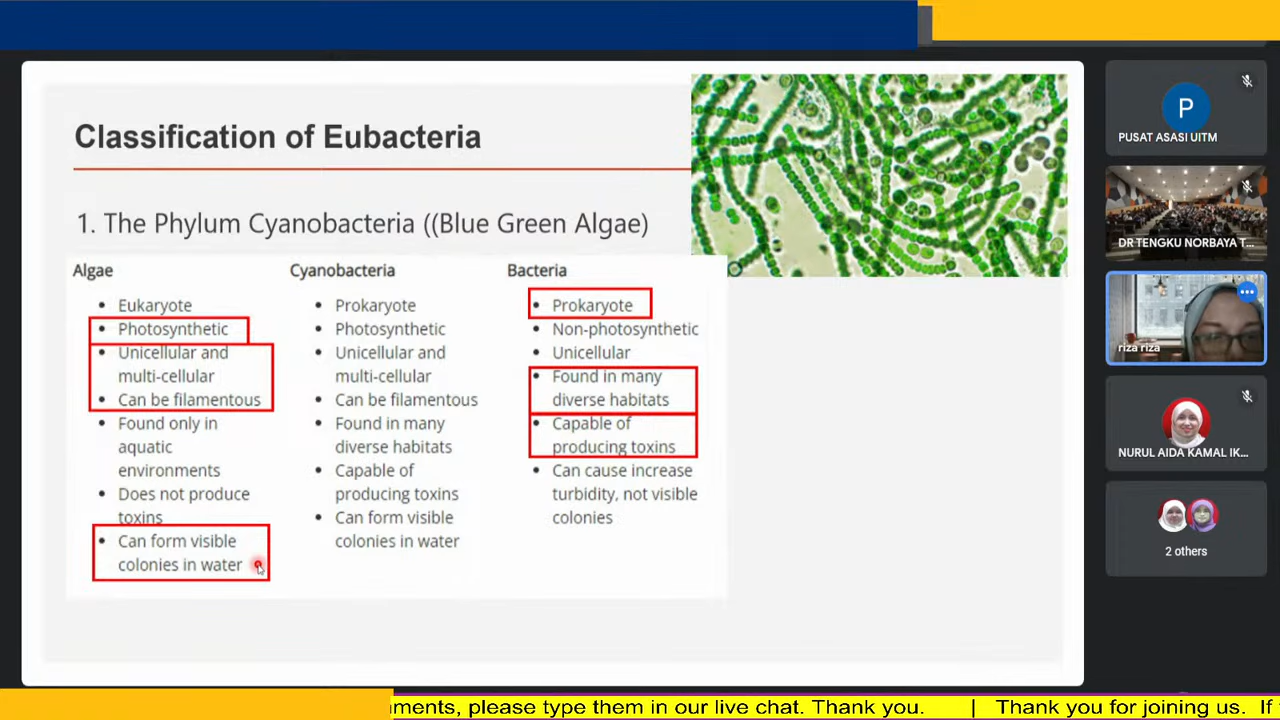 Classification of Eubacteria
1. The Phylum Cyanobacteria ((Blue Green Algae)
Algae
Eukaryote
Photosynthetic
Unicellular and
multi-cellular
Can be filamentous
Found only in
aquatic
environments
Does not produce
toxins
Can form visible
colonies in water
Cyanobacteria
Prokaryote
Photosynthetic
Unicellular and
multi-cellular
Can be filamentous
Found in many
diverse habitats
Capable of
producing toxins
Can form visible
colonies in water
Bacteria
Prokaryote
Non-photosynthetic
Unicellular
Found in many
diverse habitats
Capable of
producing toxins
Can cause increase
turbidity, not visible
colonies
P
PUSAT ASASI UITM
DR TENGKU NORBAYA T...
riza riza
NURUL AIDA KAMAL IK...
2 others
ments, please type them in our live chat. Thank you. | Thank you for joining us. If